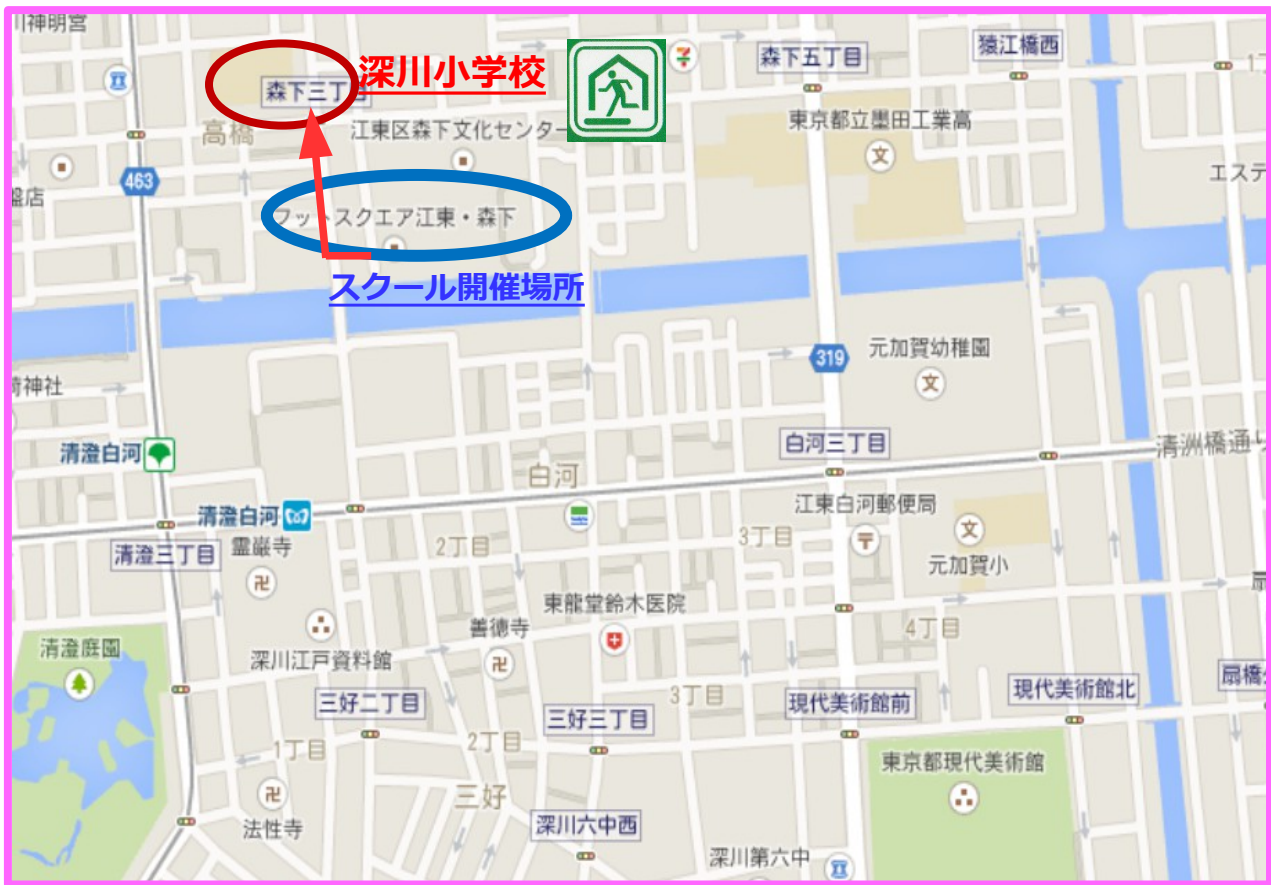 川神明宮
森下三丁目
深川小学校
森下五丁目
猿江橋西
高橋
江東区森下文化センター
東京都立墨田工業高
文
463
盤店
エステ
フットスクエア江東・森下
スクール開催場所
319
元加賀幼稚園
文
荷神社
清澄白河
白河三丁目
清洲橋通り
白河
清澄白河
江東白河郵便局
清澄三丁目
霊巌寺
2丁目
3丁目
文
元加賀小
東龍堂鈴木医院
善徳寺
4丁目
清澄庭園
深川江戸資料館
三好二丁目
三好三丁目
3丁目
現代美術館前
現代美術館北
扇橋
1丁目
2丁目
東京都現代美術館
三好
法性寺
深川六中西
深川第六中